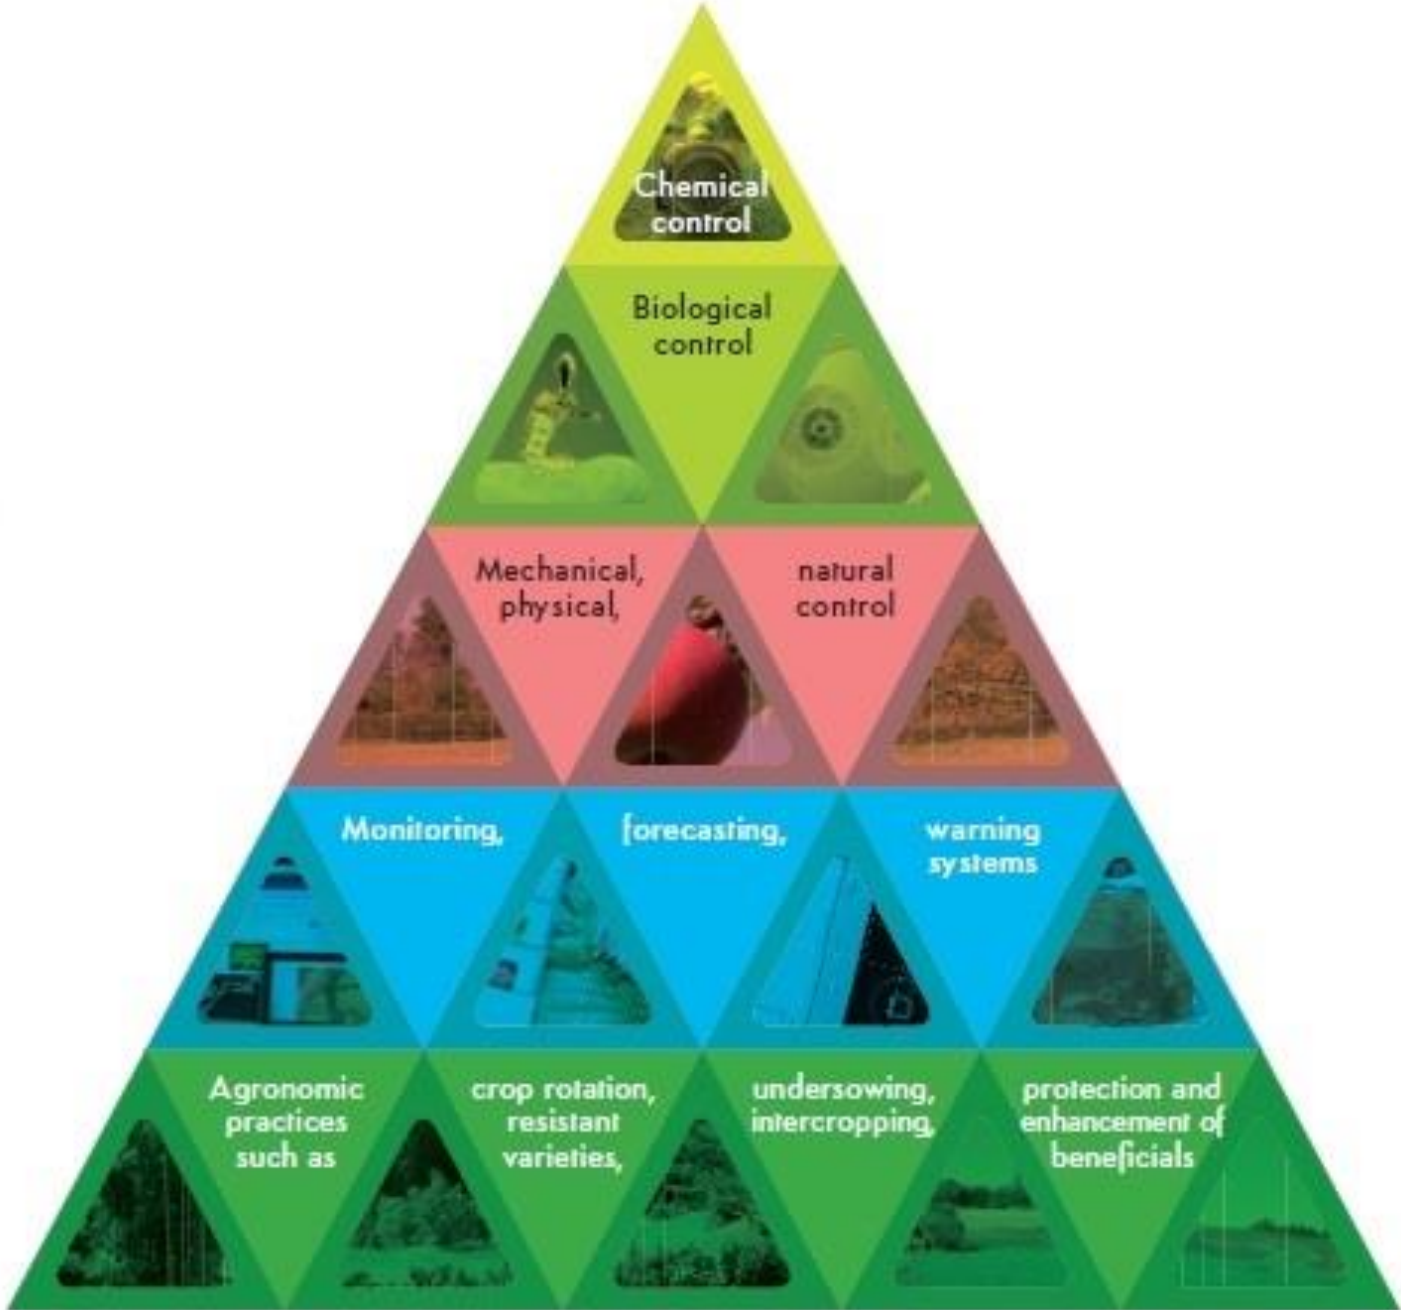 Chemical
control
Biological
control
Mechanical,
physical,
natural
control
Monitoring,
forecasting,
warning
systems
Agronomic
practices
such as
crop rotation,
resistant
varieties,
undersowing,
intercropping,
protection and
enhancement of
beneficials